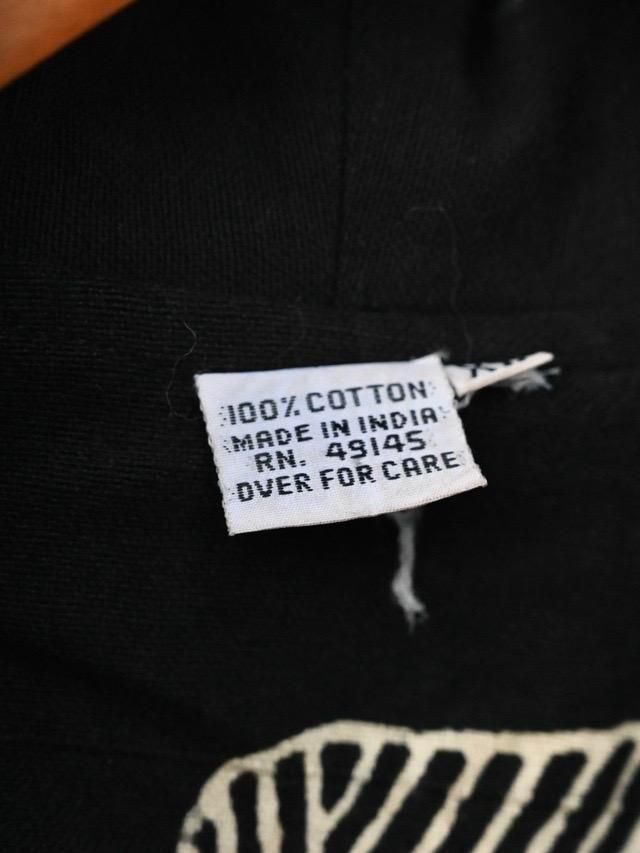 100% COTTON
MADE IN INDIA
RN. 49145
OVER FOR CARE